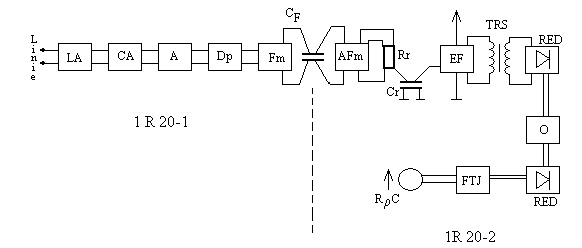 Linie
LA
CA
A
Dp
Fm
CF
AFm
Rr
Cr
EF
TRS
RED
O
RED
FTJ
RρC
1 R 20-1
1R 20-2